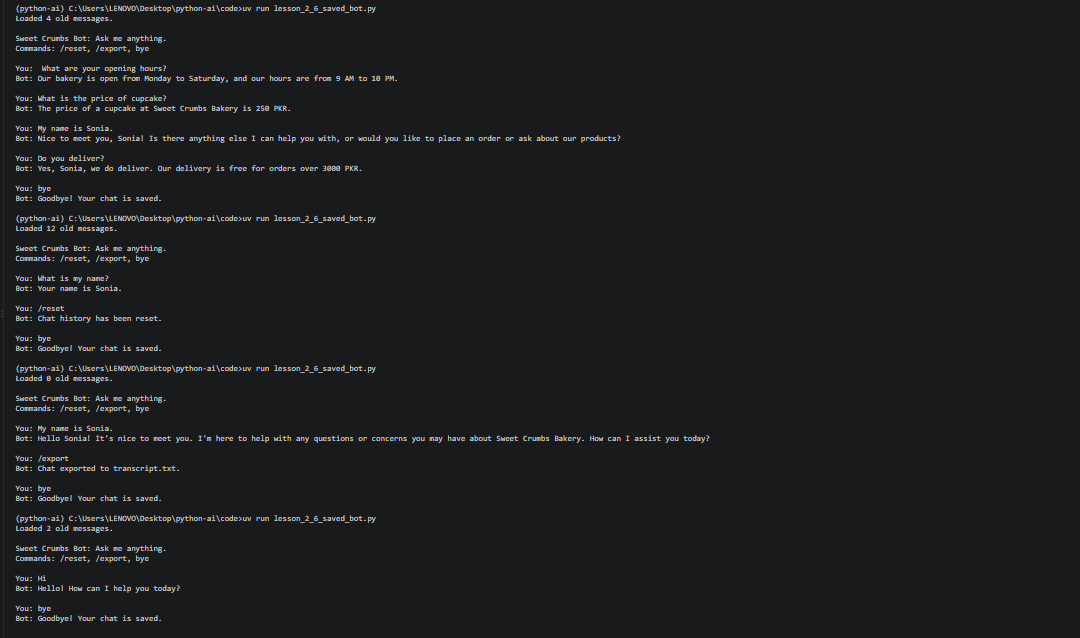 (python-ai) C:\Users\LENOVO\Desktop\python-ai\code>uv run lesson_2_6_saved_bot.py
Loaded 4 old messages.
Sweet Crumbs Bot: Ask me anything.
Commands: /reset, /export, bye
You:  What are your opening hours?
Bot: Our bakery is open from Monday to Saturday, and our hours are from 9 AM to 10 PM.
You: What is the price of cupcake?
Bot: The price of a cupcake at Sweet Crumbs Bakery is 250 PKR.
You: My name is Sonia.
Bot: Nice to meet you, Sonia! Is there anything else I can help you with, or would you like to place an order or ask about our products?
You: Do you deliver?
Bot: Yes, Sonia, we do deliver. Our delivery is free for orders over 3000 PKR.
You: bye
Bot: Goodbye! Your chat is saved.
(python-ai) C:\Users\LENOVO\Desktop\python-ai\code>uv run lesson_2_6_saved_bot.py
Loaded 12 old messages.
Sweet Crumbs Bot: Ask me anything.
Commands: /reset, /export, bye
You: What is my name?
Bot: Your name is Sonia.
You: /reset
Bot: Chat history has been reset.
You: bye
Bot: Goodbye! Your chat is saved.
(python-ai) C:\Users\LENOVO\Desktop\python-ai\code>uv run lesson_2_6_saved_bot.py
Loaded 0 old messages.
Sweet Crumbs Bot: Ask me anything.
Commands: /reset, /export, bye
You: My name is Sonia.
Bot: Hello Sonia! It's nice to meet you. I'm here to help with any questions or concerns you may have about Sweet Crumbs Bakery. How can I assist you today?
You: /export
Bot: Chat exported to transcript.txt.
You: bye
Bot: Goodbye! Your chat is saved.
(python-ai) C:\Users\LENOVO\Desktop\python-ai\code>uv run lesson_2_6_saved_bot.py
Loaded 2 old messages.
Sweet Crumbs Bot: Ask me anything.
Commands: /reset, /export, bye
You: Hi
Bot: Hello! How can I help you today?
You: bye
Bot: Goodbye! Your chat is saved.